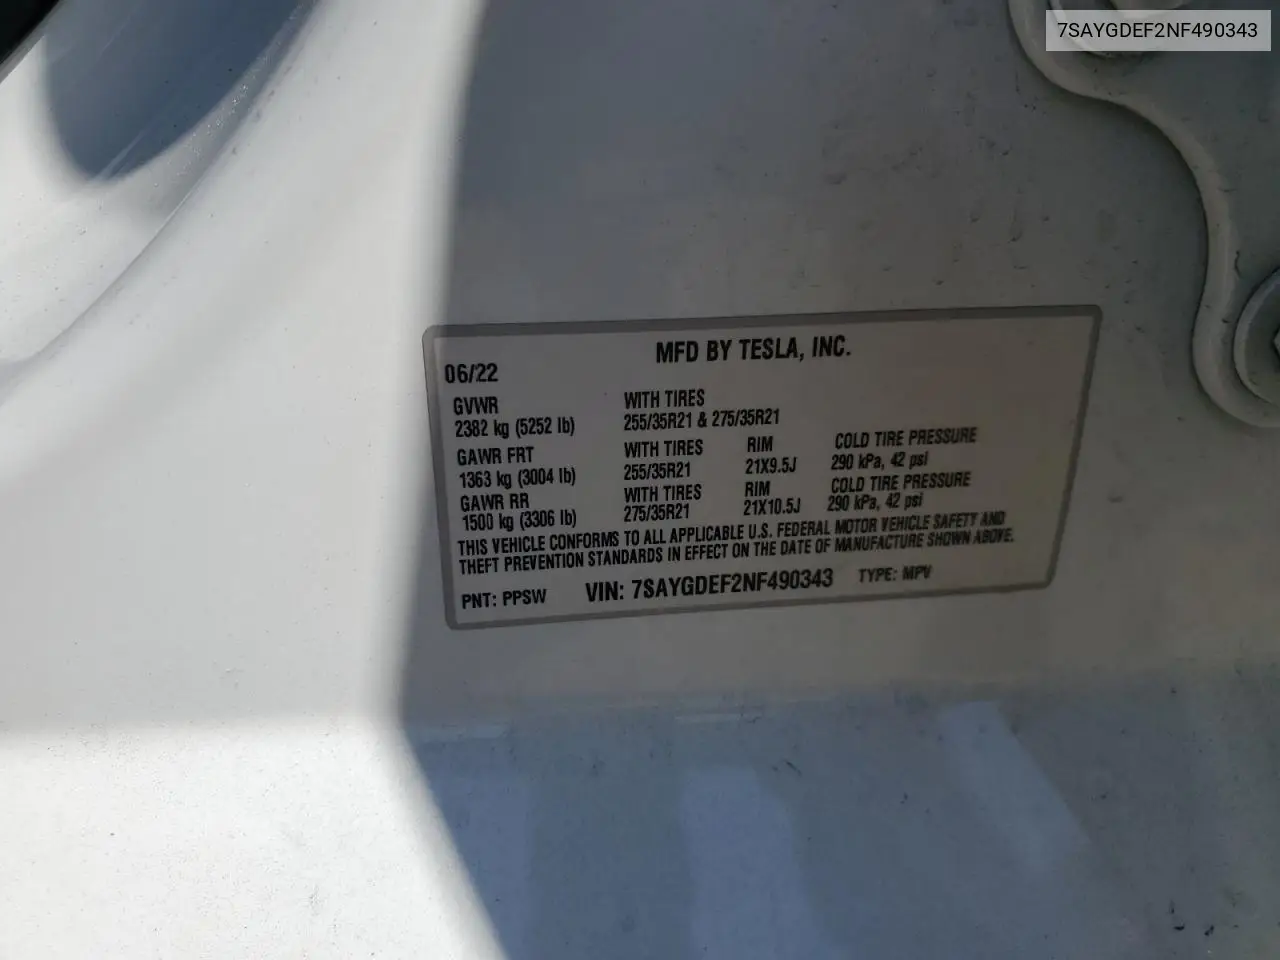 7SAYGDEF2NF490343
MFD BY TESLA, INC.
06/22
GVWR WITH TIRES
2382 kg (5252 lb) 255/35R21 & 275/35R21
GAWR FRT WITH TIRES RIM COLD TIRE PRESSURE
1363 kg (3004 lb) 255/35R21 21X9.5J 290 kPa, 42 psi
GAWR RR WITH TIRES RIM COLD TIRE PRESSURE
1500 kg (3306 lb) 275/35R21 21X10.5J 290 kPa, 42 psi
THIS VEHICLE CONFORMS TO ALL APPLICABLE U.S. FEDERAL MOTOR VEHICLE SAFETY AND
THEFT PREVENTION STANDARDS IN EFFECT ON THE DATE OF MANUFACTURE SHOWN ABOVE.
PNT: PPSW VIN: 7SAYGDEF2NF490343 TYPE: MPV